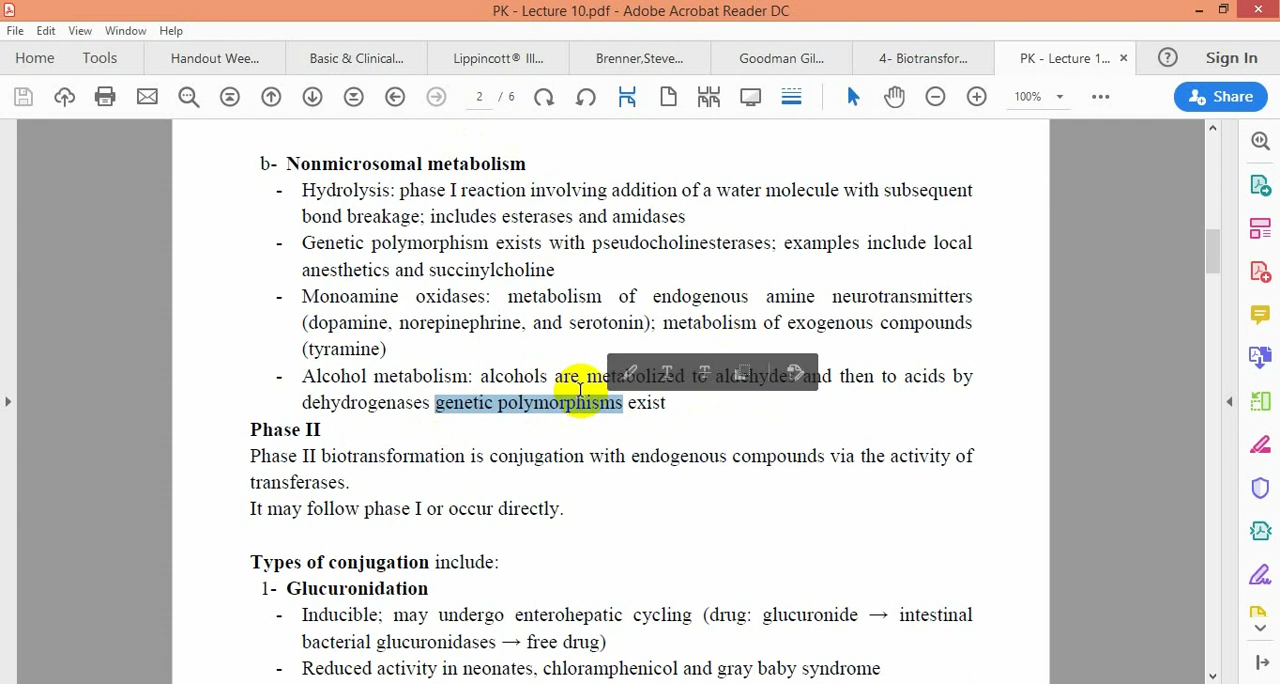 PK - Lecture 10.pdf - Adobe Acrobat Reader DC
File Edit View Window Help
Home Tools Handout Wee... Basic & Clinical... Lippincott® Ill... Brenner,Steve... Goodman Gil... 4- Biotransfor... PK - Lecture 1... × ? Sign In
2 / 6 100% Share
b- Nonmicrosomal metabolism
- Hydrolysis: phase I reaction involving addition of a water molecule with subsequent
bond breakage; includes esterases and amidases
- Genetic polymorphism exists with pseudocholinesterases; examples include local
anesthetics and succinylcholine
- Monoamine oxidases: metabolism of endogenous amine neurotransmitters
(dopamine, norepinephrine, and serotonin); metabolism of exogenous compounds
(tyramine)
- Alcohol metabolism: alcohols are metabolized to aldehydes and then to acids by
dehydrogenases genetic polymorphisms exist
Phase II
Phase II biotransformation is conjugation with endogenous compounds via the activity of
transferases.
It may follow phase I or occur directly.
Types of conjugation include:
1- Glucuronidation
- Inducible; may undergo enterohepatic cycling (drug: glucuronide → intestinal
bacterial glucuronidases → free drug)
- Reduced activity in neonates, chloramphenicol and gray baby syndrome